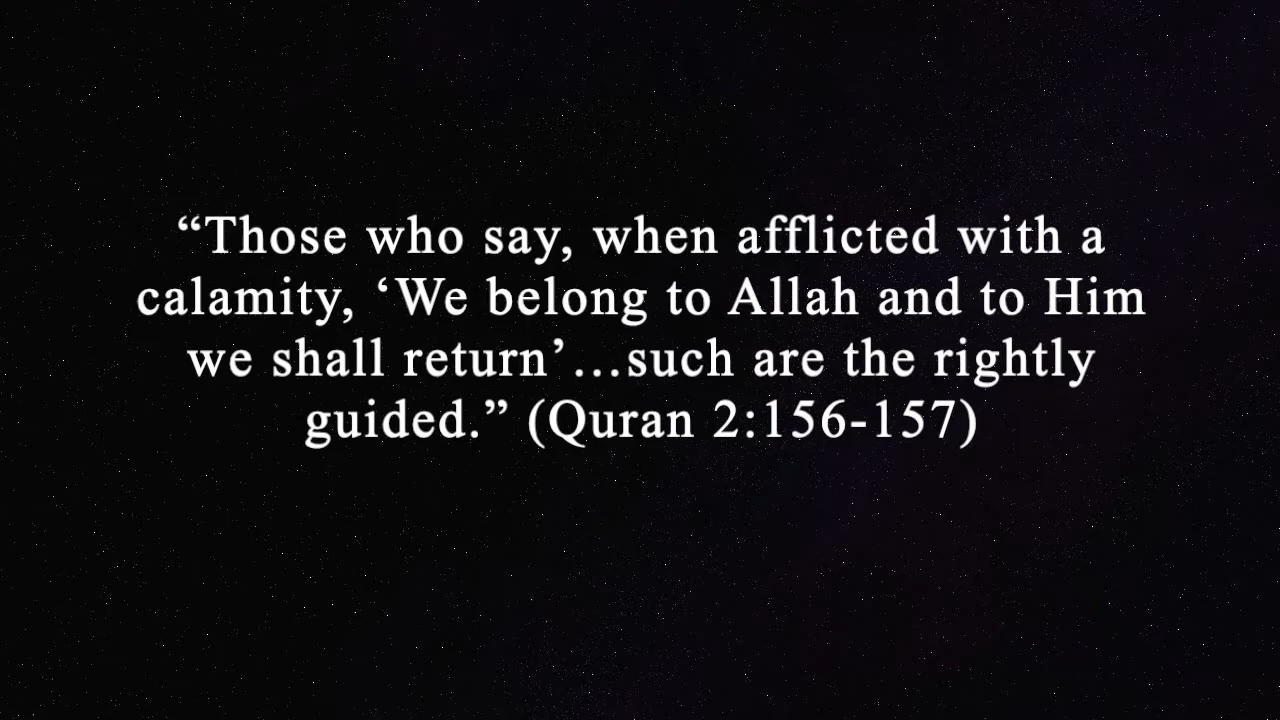 “Those who say, when afflicted with a
calamity, ‘We belong to Allah and to Him
we shall return’...such are the rightly
guided.” (Quran 2:156-157)